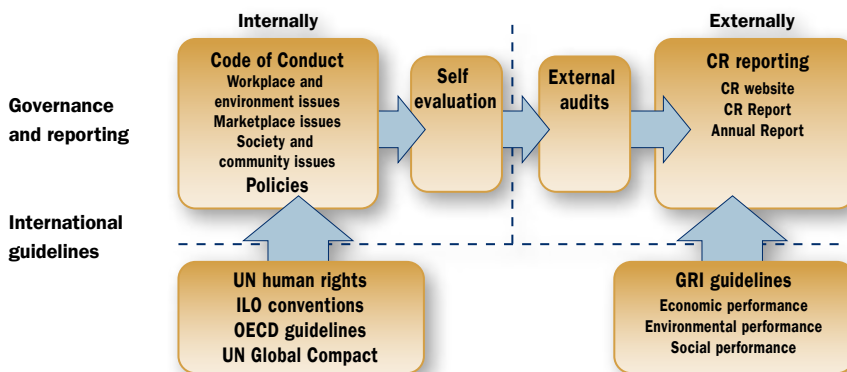 Internally
Externally
Governance
and reporting
Code of Conduct
Workplace and
environment issues
Marketplace issues
Society and
community issues
Policies
Self
evaluation
External
audits
CR reporting
CR website
CR Report
Annual Report
International
guidelines
UN human rights
ILO conventions
OECD guidelines
UN Global Compact
GRI guidelines
Economic performance
Environmental performance
Social performance